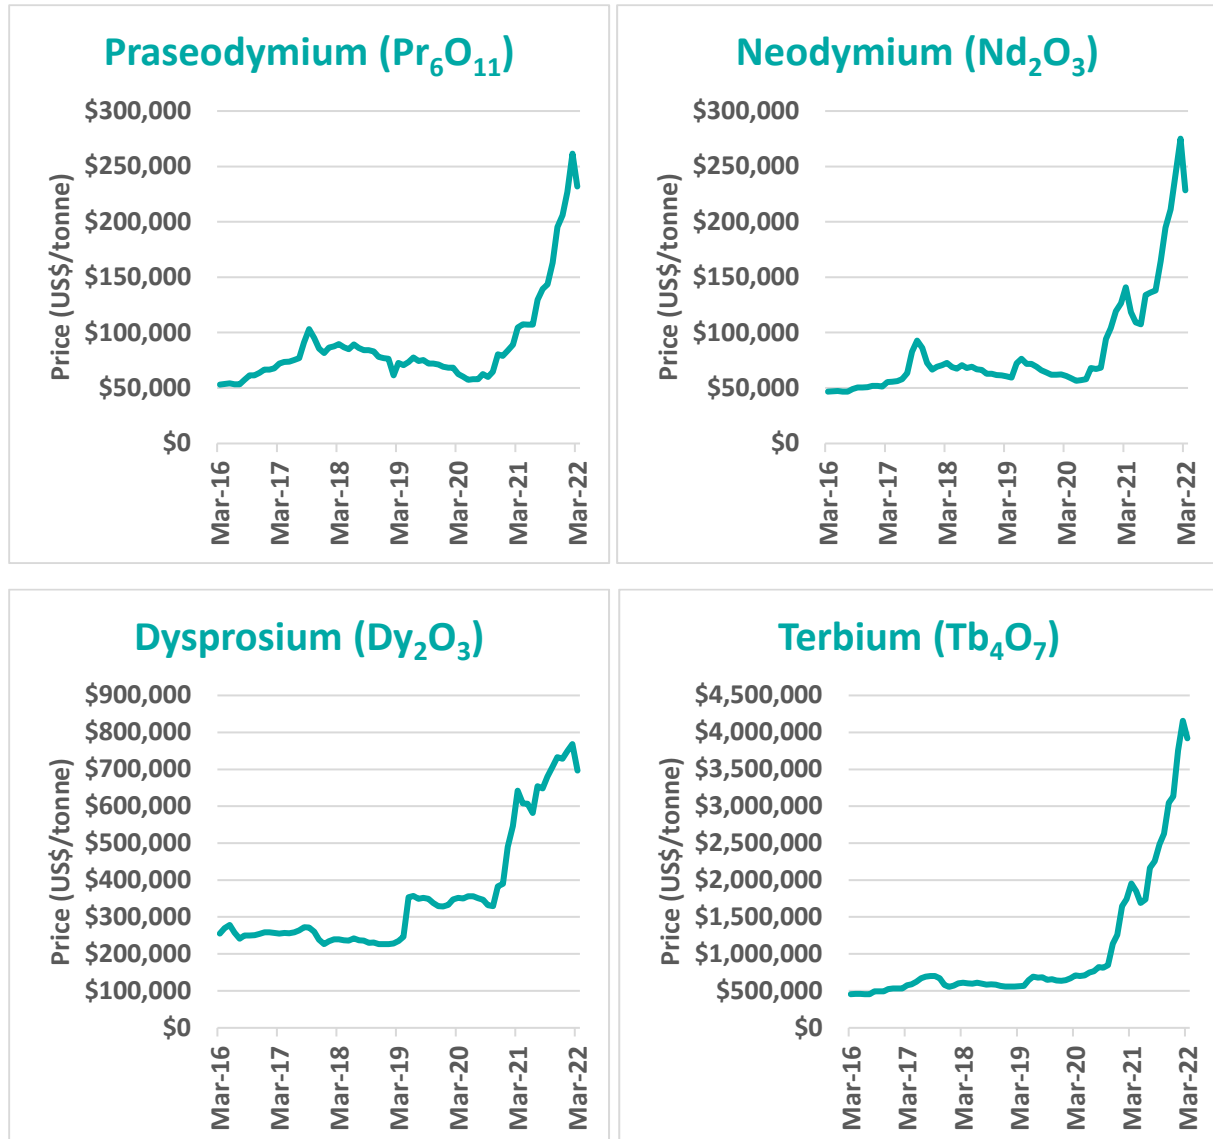 Praseodymium (Pr₆O₁₁)
Price (US$/tonne)
$300,000
$250,000
$200,000
$150,000
$100,000
$50,000
$0
Mar-16
Mar-17
Mar-18
Mar-19
Mar-20
Mar-21
Mar-22
Neodymium (Nd₂O₃)
Price (US$/tonne)
$300,000
$250,000
$200,000
$150,000
$100,000
$50,000
$0
Mar-16
Mar-17
Mar-18
Mar-19
Mar-20
Mar-21
Mar-22
Dysprosium (Dy₂O₃)
Price (US$/tonne)
$900,000
$800,000
$700,000
$600,000
$500,000
$400,000
$300,000
$200,000
$100,000
$0
Mar-16
Mar-17
Mar-18
Mar-19
Mar-20
Mar-21
Mar-22
Terbium (Tb₄O₇)
Price (US$/tonne)
$4,500,000
$4,000,000
$3,500,000
$3,000,000
$2,500,000
$2,000,000
$1,500,000
$1,000,000
$500,000
$0
Mar-16
Mar-17
Mar-18
Mar-19
Mar-20
Mar-21
Mar-22